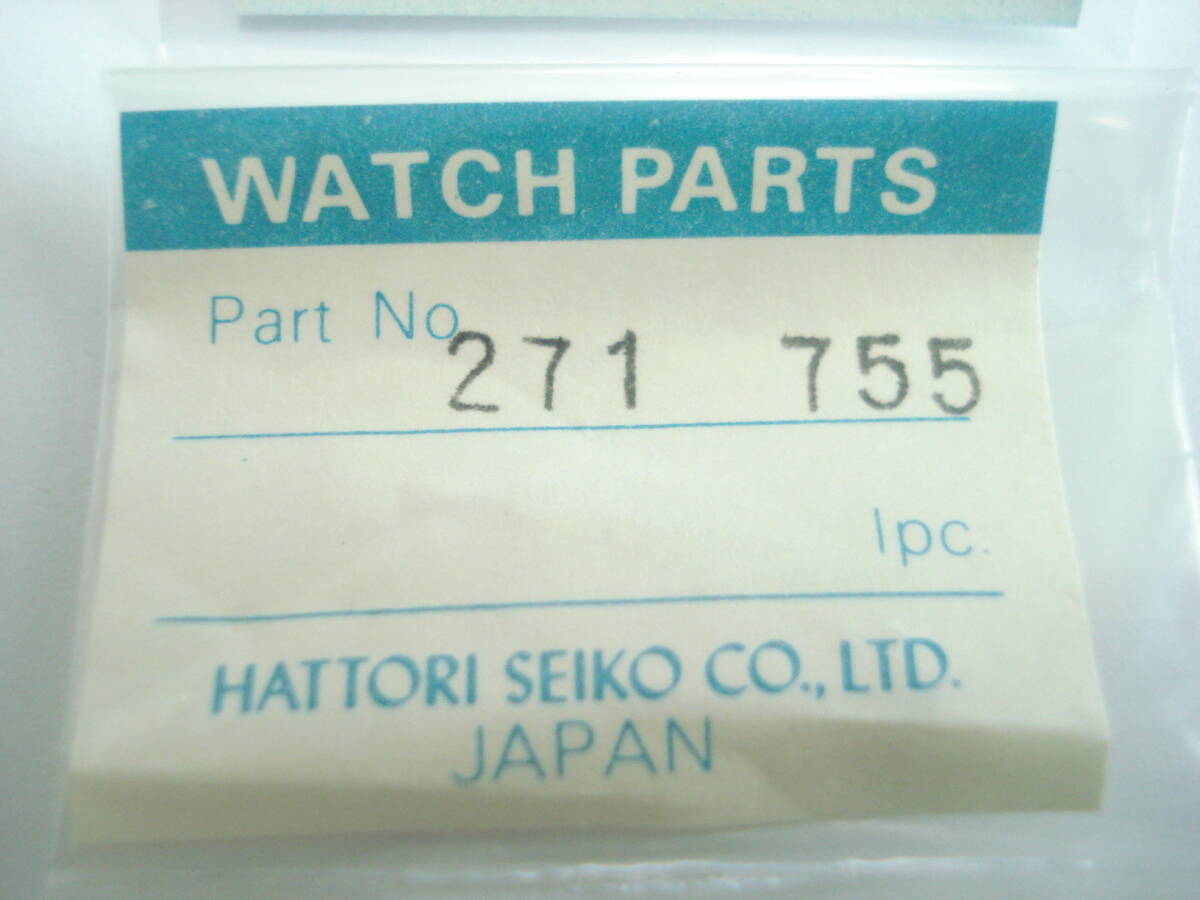 WATCH PARTS
Part No. 271 755
1pc.
HATTORI SEIKO CO., LTD.
JAPAN